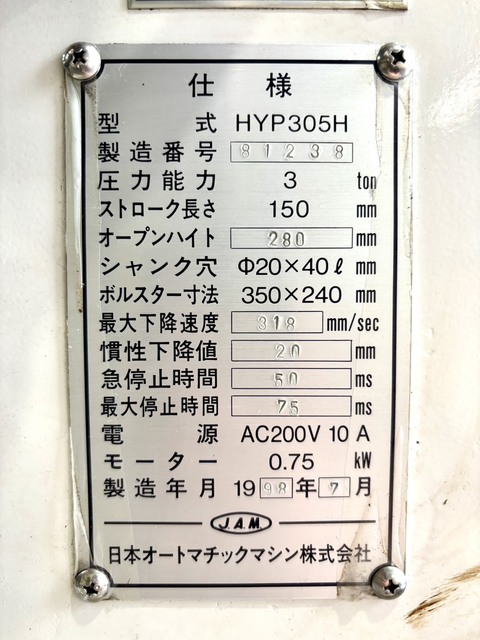 仕 様
型 式 HYP305H
製造番号 81238
圧力能力 3 ton
ストローク長さ 150 mm
オープンハイト 280 mm
シャンク穴 Φ20×40ℓ mm
ボルスター寸法 350×240 mm
最大下降速度 318 mm/sec
慣性下降値 20 mm
急停止時間 50 ms
最大停止時間 75 ms
電 源 AC200V 10 A
モーター 0.75 kW
製造年月 1998年7月
J.A.M.
日本オートマチックマシン株式会社